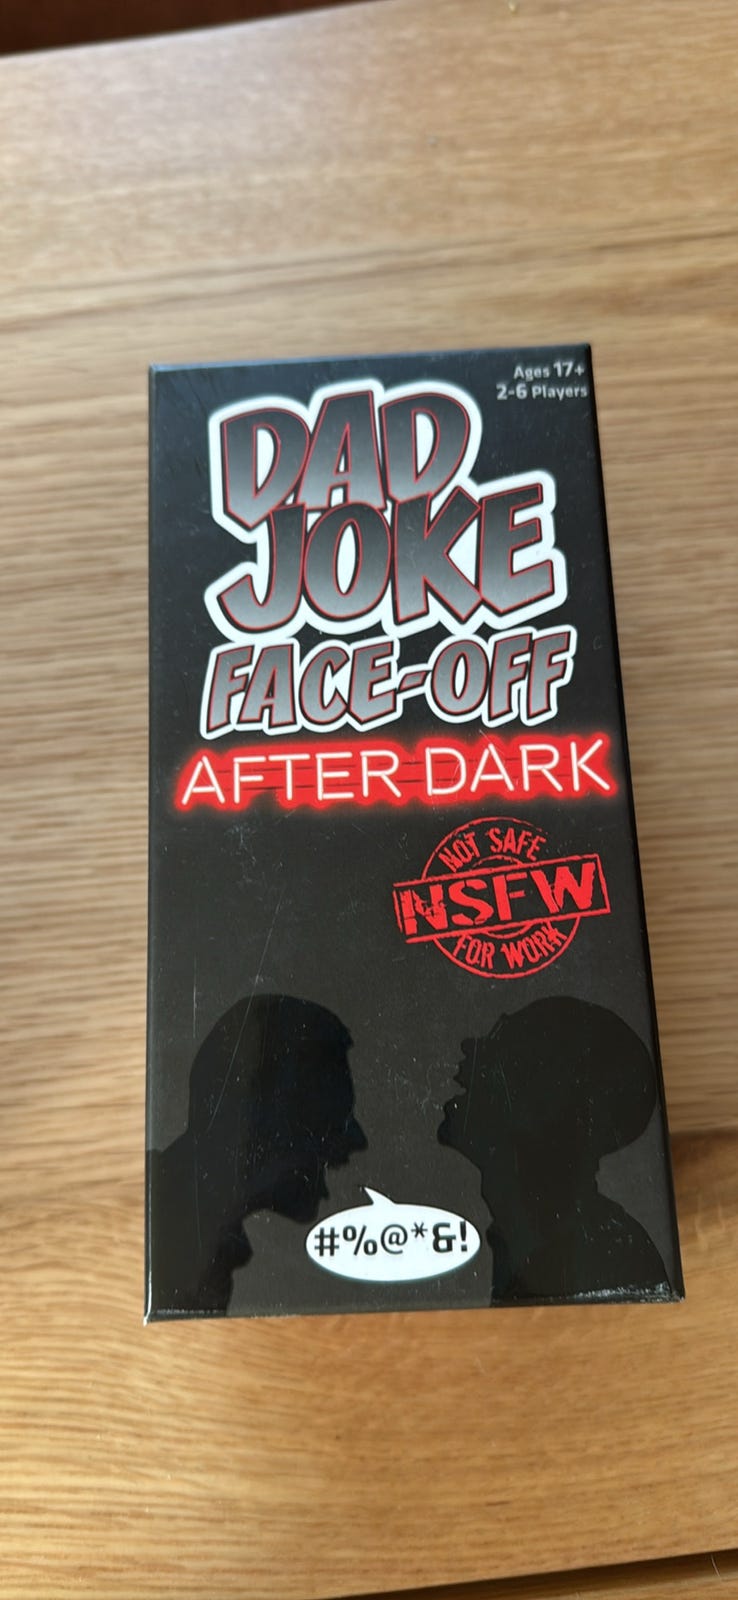 Ages 17+
2-6 Players
DAD
JOKE
FACE-OFF
AFTER DARK
NOT SAFE
NSFW
FOR WORK
#%@*&!